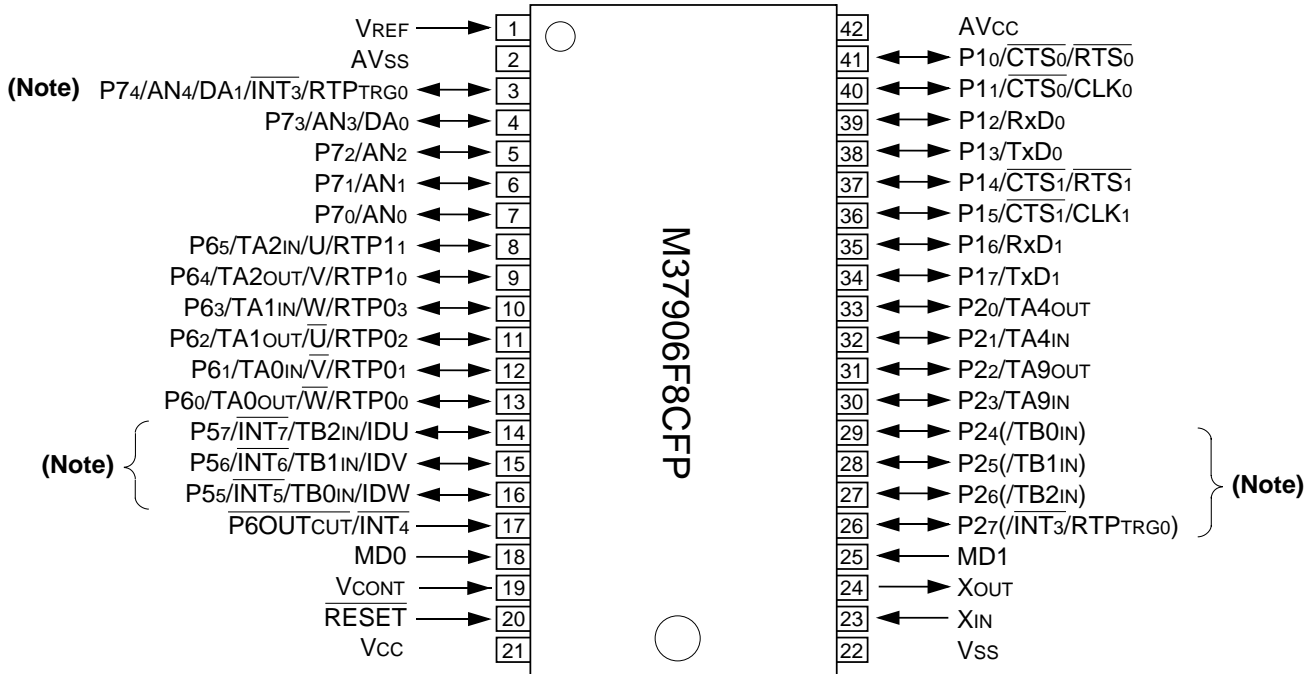 VREF 1
AVSS 2
(Note) P74/AN4/DA1/INT3/RTPTRG0 3
P73/AN3/DA0 4
P72/AN2 5
P71/AN1 6
P70/AN0 7
P65/TA2IN/U/RTP11 8
P64/TA2OUT/V/RTP10 9
P63/TA1IN/W/RTP03 10
P62/TA1OUT/U̅/RTP02 11
P61/TA0IN/V̅/RTP01 12
P60/TA0OUT/W̅/RTP00 13
P57/INT7/TB2IN/IDU 14
(Note) P56/INT6/TB1IN/IDV 15
P55/INT5/TB0IN/IDW 16
P6OUTCUT/INT4 17
MD0 18
VCONT 19
RESET 20
VCC 21
M37906F8CFP
42 AVCC
41 P10/CTS0/RTS0
40 P11/CTS0/CLK0
39 P12/RxD0
38 P13/TxD0
37 P14/CTS1/RTS1
36 P15/CTS1/CLK1
35 P16/RxD1
34 P17/TxD1
33 P20/TA4OUT
32 P21/TA4IN
31 P22/TA9OUT
30 P23/TA9IN
29 P24(/TB0IN)
28 P25(/TB1IN)
27 P26(/TB2IN) (Note)
26 P27(/INT3/RTPTRG0)
25 MD1
24 XOUT
23 XIN
22 VSS